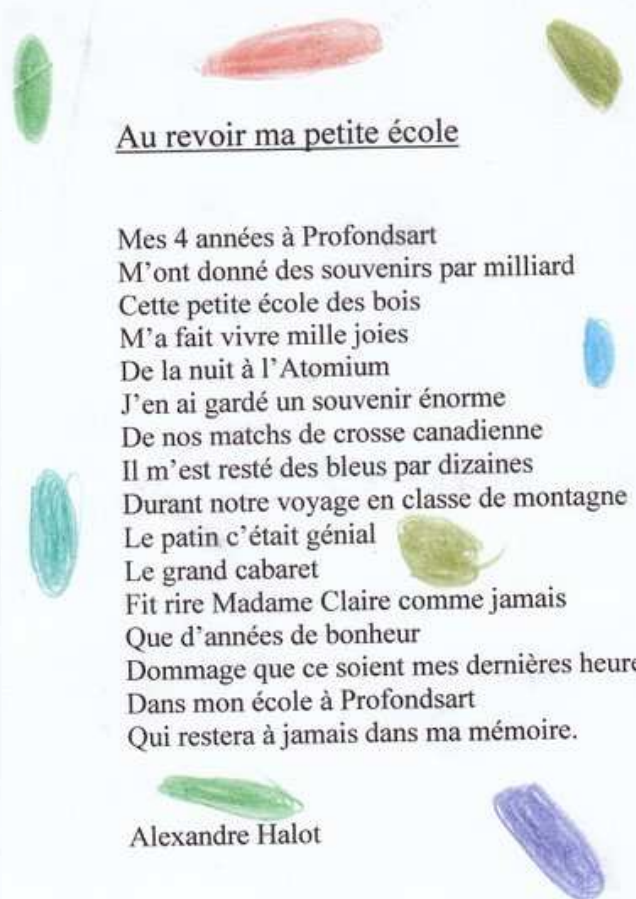 Au revoir ma petite école
Mes 4 années à Profondsart
M'ont donné des souvenirs par milliard
Cette petite école des bois
M'a fait vivre mille joies
De la nuit à l'Atomium
J'en ai gardé un souvenir énorme
De nos matchs de crosse canadienne
Il m'est resté des bleus par dizaines
Durant notre voyage en classe de montagne
Le patin c'était génial
Le grand cabaret
Fit rire Madame Claire comme jamais
Que d'années de bonheur
Dommage que ce soient mes dernières heure
Dans mon école à Profondsart
Qui restera à jamais dans ma mémoire.
Alexandre Halot